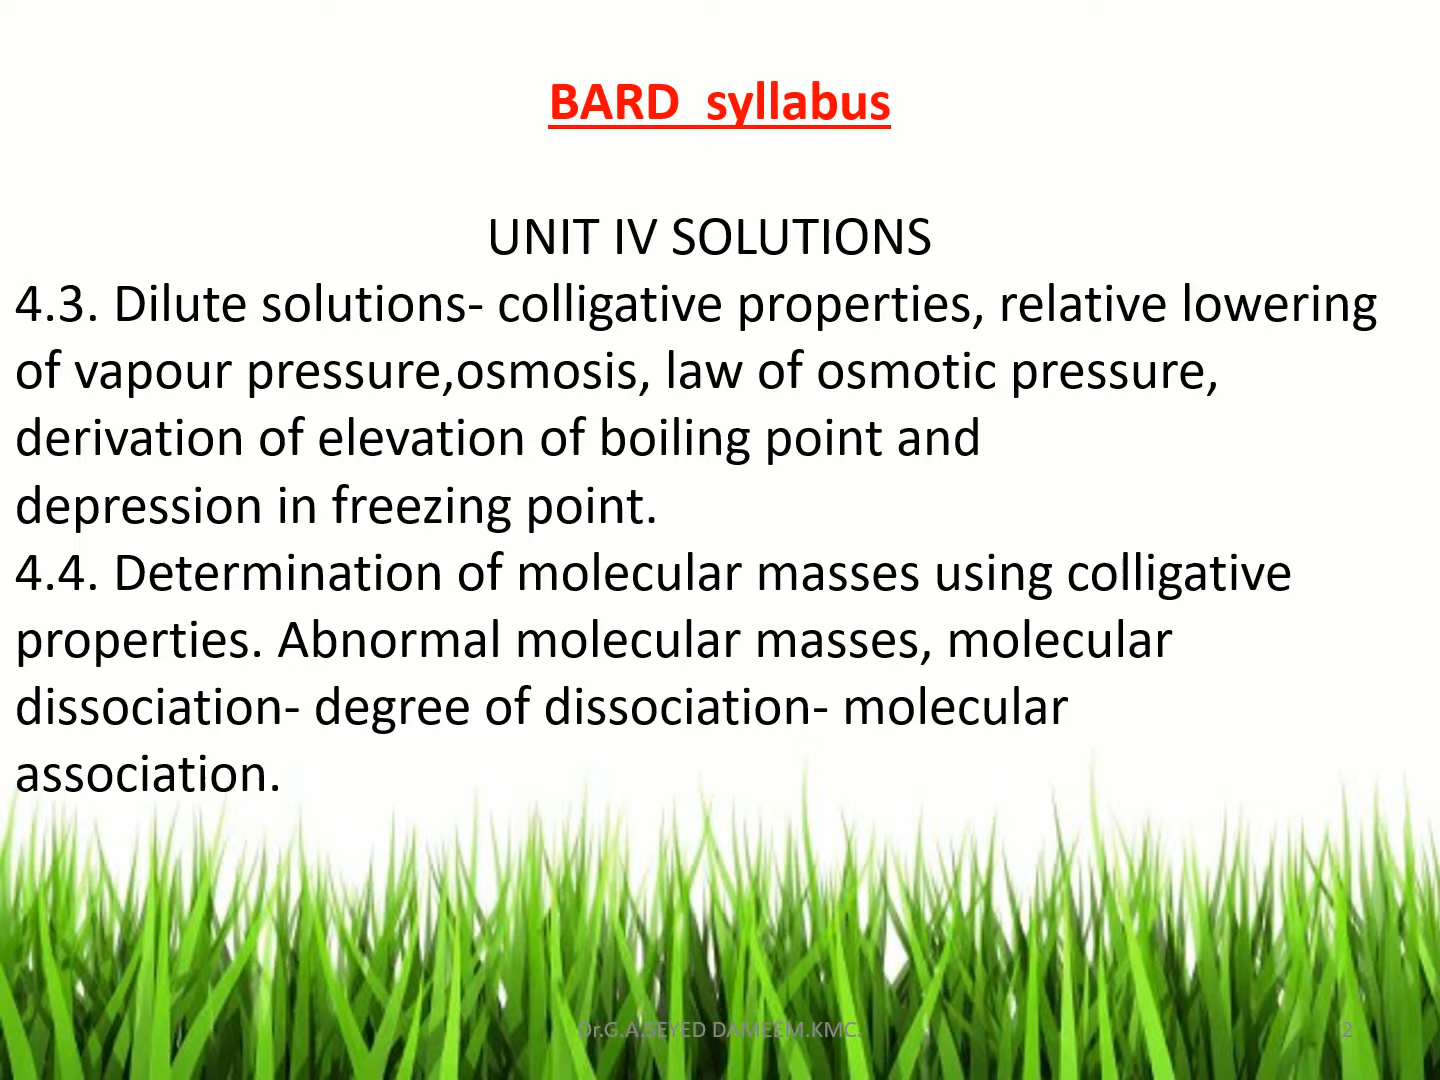 BARD  syllabus
UNIT IV SOLUTIONS
4.3. Dilute solutions- colligative properties, relative lowering
of vapour pressure,osmosis, law of osmotic pressure,
derivation of elevation of boiling point and
depression in freezing point.
4.4. Determination of molecular masses using colligative
properties. Abnormal molecular masses, molecular
dissociation- degree of dissociation- molecular
association.
Dr.G.A.SEYED DAMEEM.KMC.
2